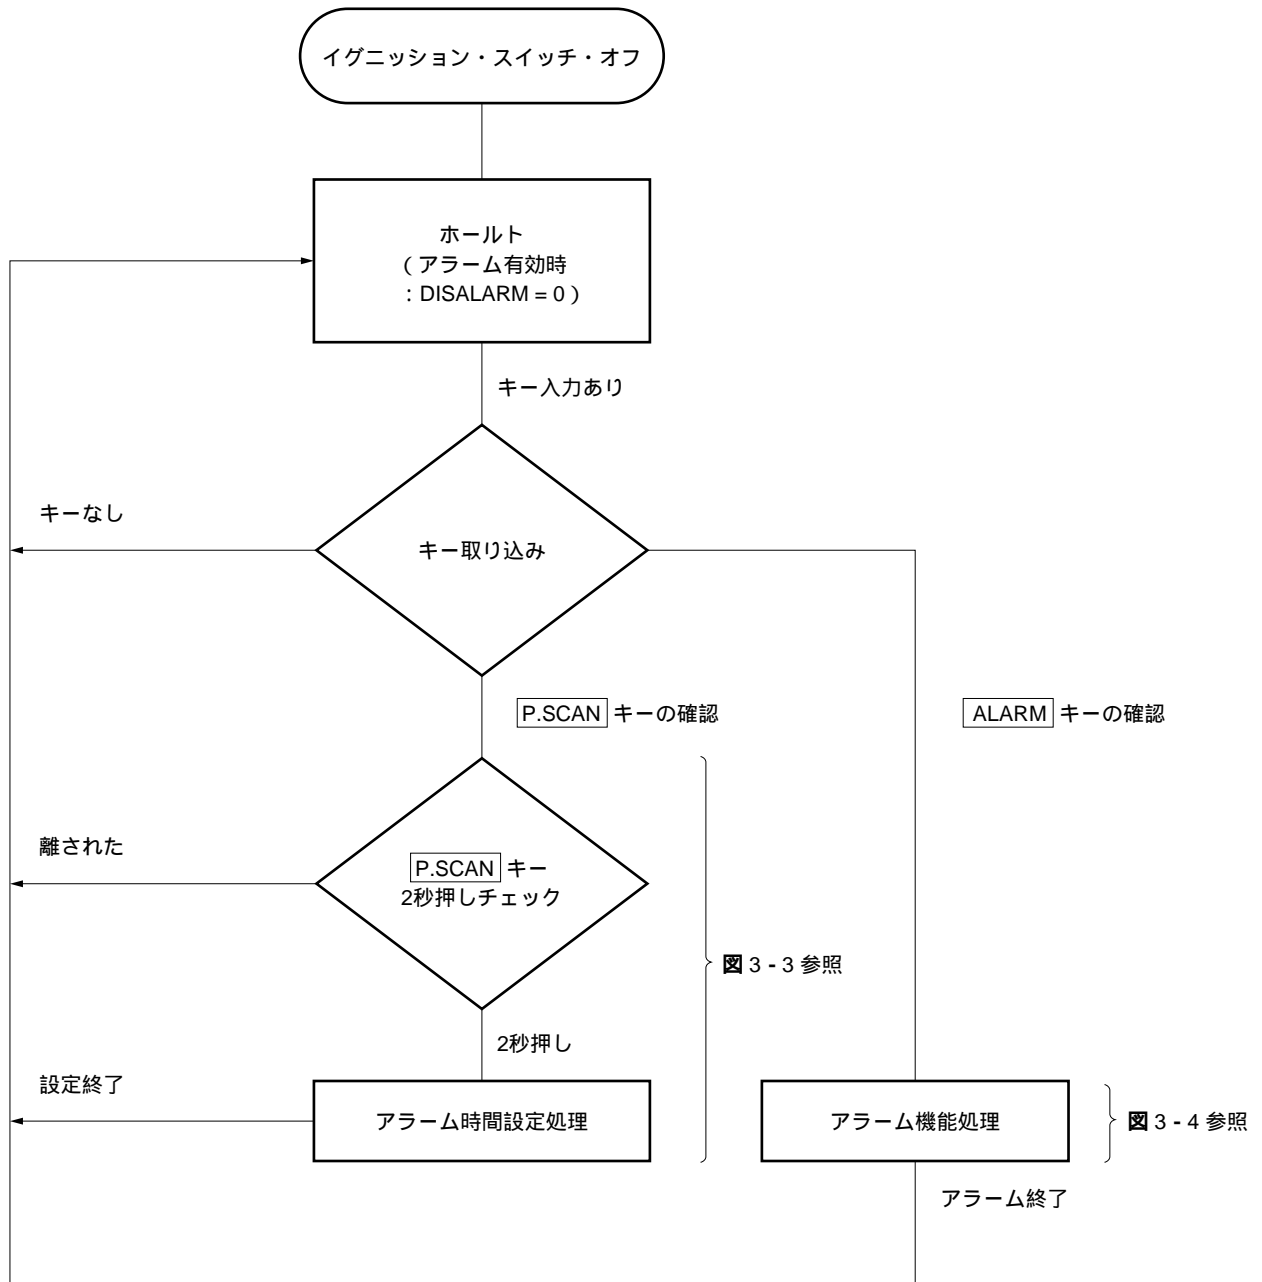 イグニッション・スイッチ・オフ
ホールト
（アラーム有効時
：DISALARM = 0）
キー入力あり
キーなし
キー取り込み
P.SCAN キーの確認
ALARM キーの確認
離された
P.SCAN キー
2秒押しチェック
図 3 - 3 参照
2秒押し
設定終了
アラーム時間設定処理
アラーム機能処理
図 3 - 4 参照
アラーム終了